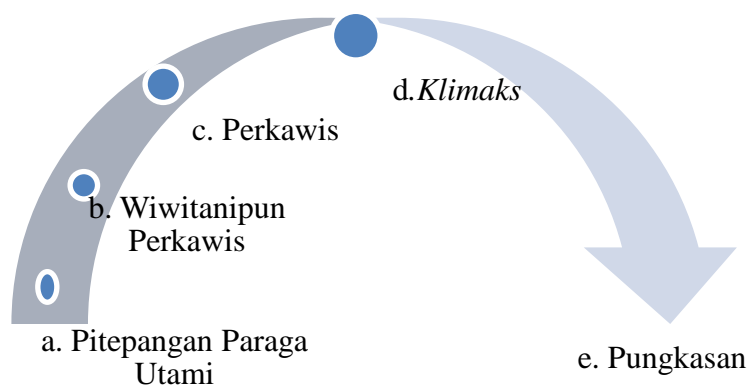 a. Pitepangan Paraga
Utami
b. Wiwitanipun
Perkawis
c. Perkawis
d.Klimaks
e. Pungkasan